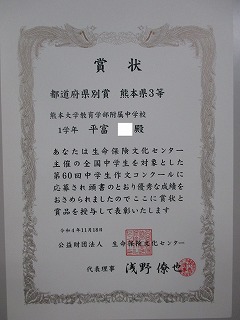 賞状
都道府県別賞 熊本県3等
熊本大学教育学部附属中学校
1学年 平富 殿
あなたは生命保険文化センター
主催の全国中学生を対象とした
第60回中学生作文コンクールに
応募され頭書のとおり優秀な成績を
おさめられましたのでここに賞状と
賞品を授与して表彰いたします
令和4年11月18日
公益財団法人 生命保険文化センター
代表理事 浅野僚也